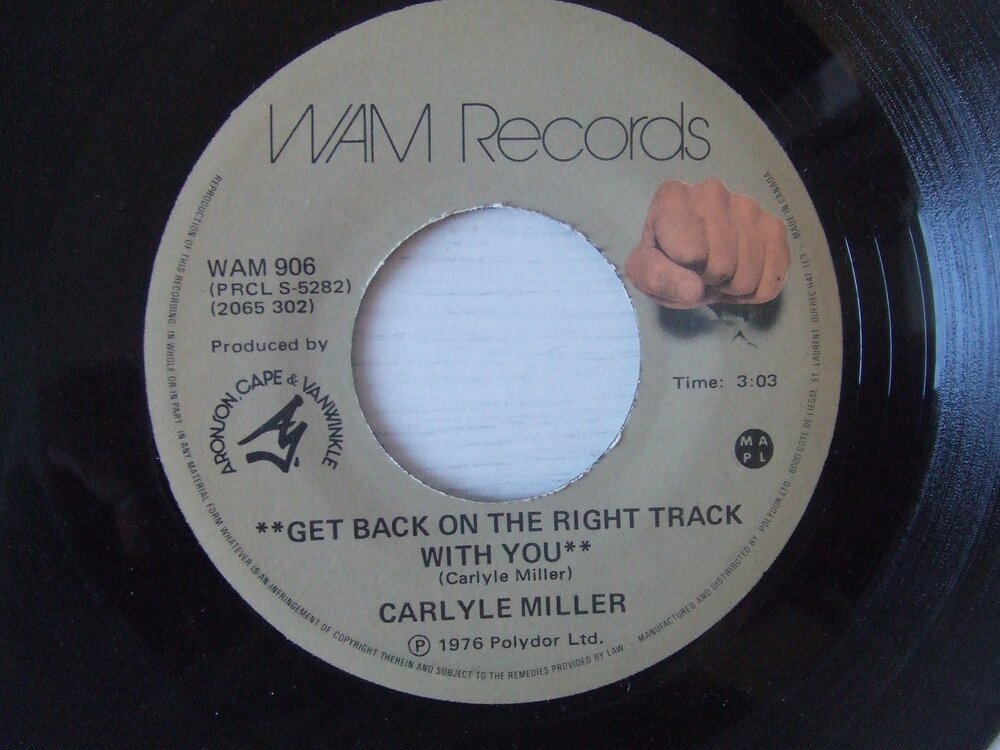 WAM Records
WAM 906
(PRCL S-5282)
(2065 302)
Produced by
ARONSON, CAPE & VANWINKLE
Time: 3:03
MA
PL
**GET BACK ON THE RIGHT TRACK
WITH YOU**
(Carlyle Miller)
CARLYLE MILLER
Ⓟ 1976 Polydor Ltd.
REPRODUCTION OF THIS RECORDING IN WHOLE OR IN PART IN ANY MATERIAL FORM WHATEVER IS AN INFRINGEMENT OF COPYRIGHT THEREIN AND SUBJECT TO THE REMEDIES PROVIDED BY LAW – MANUFACTURED AND DISTRIBUTED BY POLYDOR LTD. 6000 COTE DE LIESSE, ST. LAURENT, QUEBEC H4T 1E3 – MADE IN CANADA